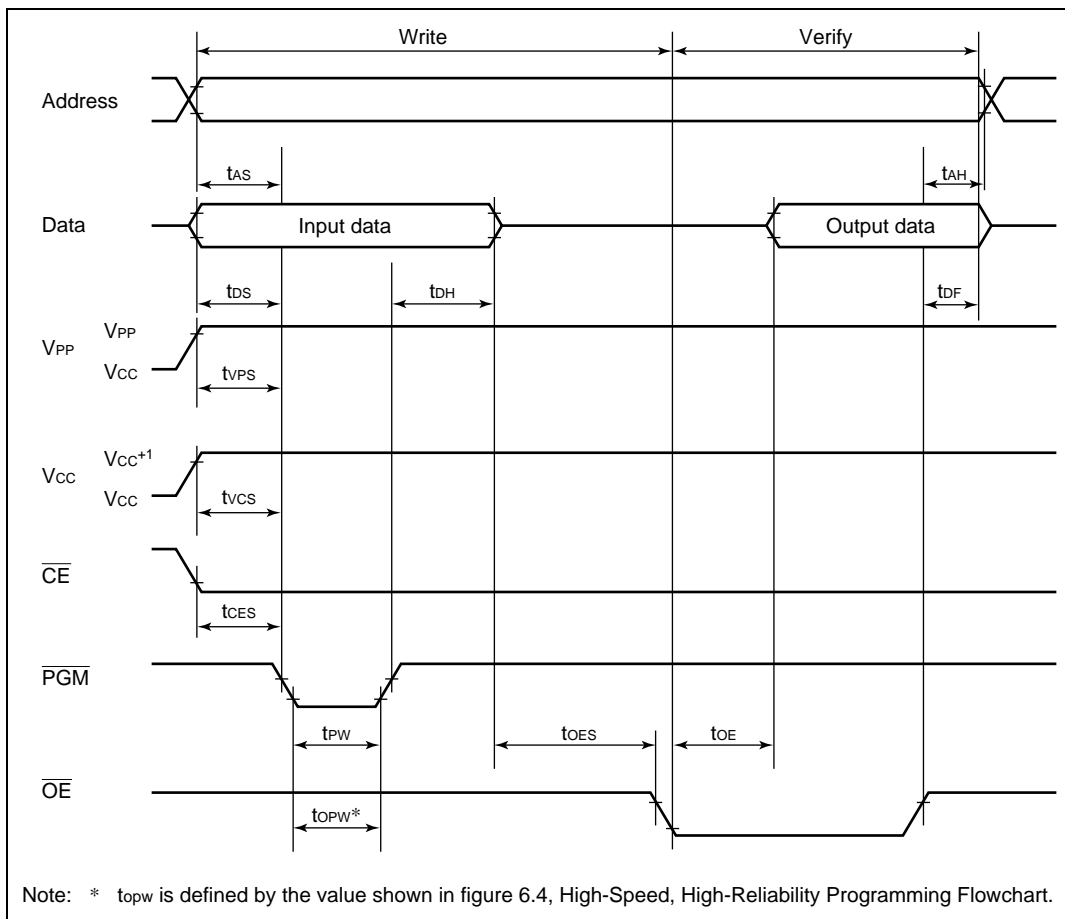 Write
Verify
Address
tAS
tAH
Data
Input data
Output data
tDS
tDH
tDF
VPP
VPP
VCC
tVPS
VCC+1
VCC
VCC
tVCS
CE
tCES
PGM
tPW
tOES
tOE
OE
tOPW*
Note: * topw is defined by the value shown in figure 6.4, High-Speed, High-Reliability Programming Flowchart.